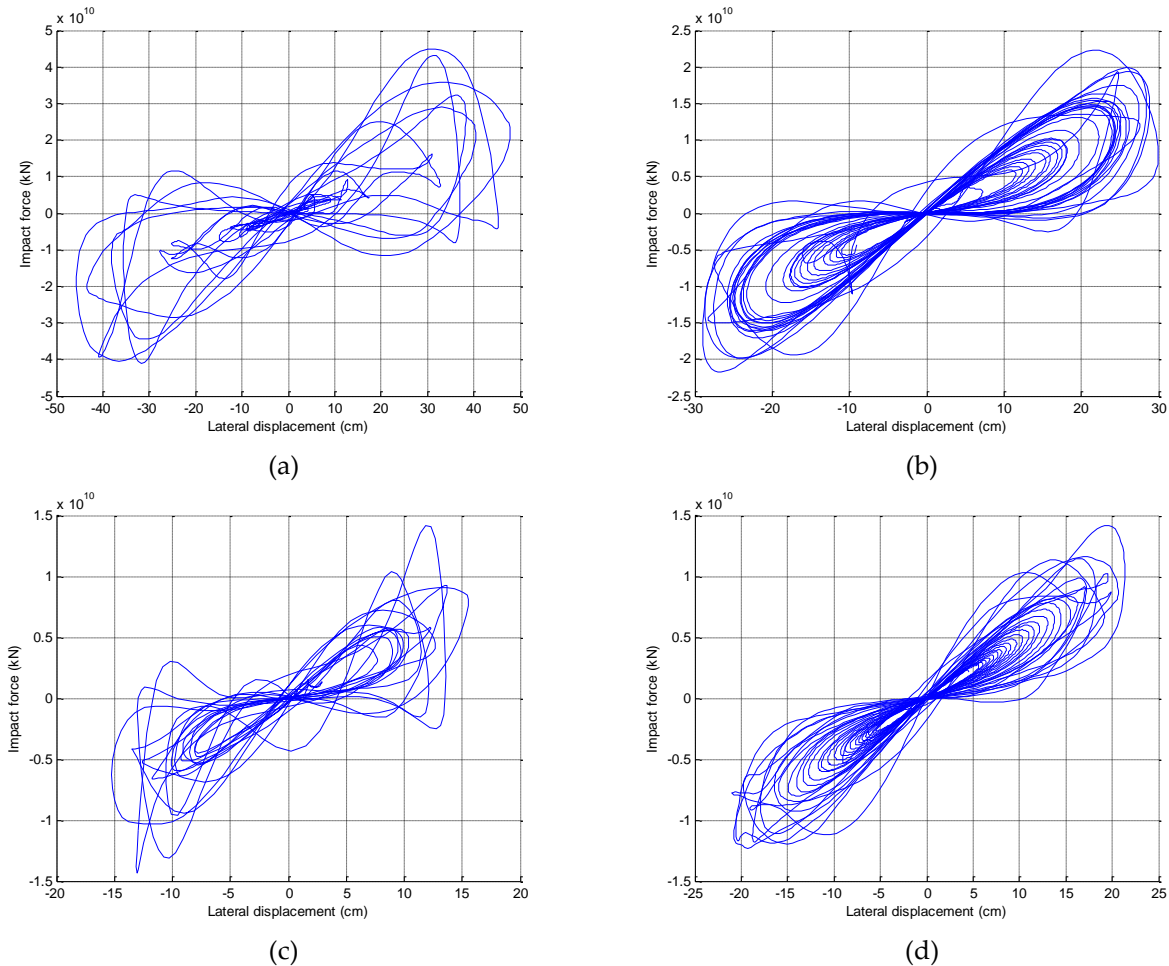 x 10^10 x 10^10
5 2.5
4 2
3 1.5
2 1
1 0.5
0 0
-1 -0.5
-2 -1
-3 -1.5
-4 -2
-5 -2.5
Impact force (kN) Impact force (kN)
-50 -40 -30 -20 -10 0 10 20 30 40 50 -30 -20 -10 0 10 20 30
Lateral displacement (cm) Lateral displacement (cm)
(a) (b)
x 10^10 x 10^10
1.5 1.5
1 1
0.5 0.5
0 0
-0.5 -0.5
-1 -1
-1.5 -1.5
Impact force (kN) Impact force (kN)
-20 -15 -10 -5 0 5 10 15 20 -25 -20 -15 -10 -5 0 5 10 15 20 25
Lateral displacement (cm) Lateral displacement (cm)
(c) (d)